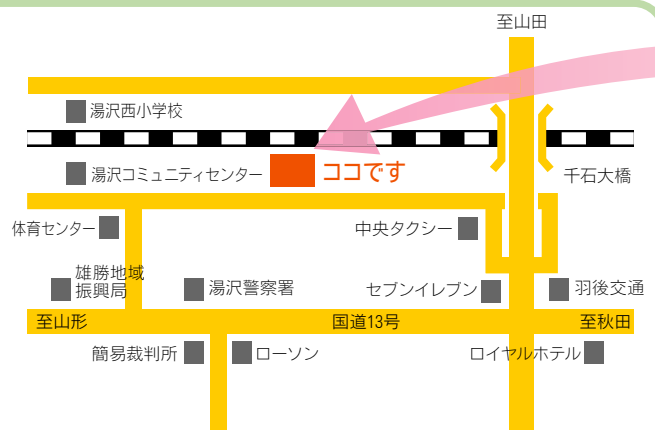 至山田
湯沢西小学校
湯沢コミュニティセンター
ココです
千石大橋
体育センター
中央タクシー
雄勝地域
振興局
湯沢警察署
セブンイレブン
羽後交通
至山形
国道13号
至秋田
簡易裁判所
ローソン
ロイヤルホテル